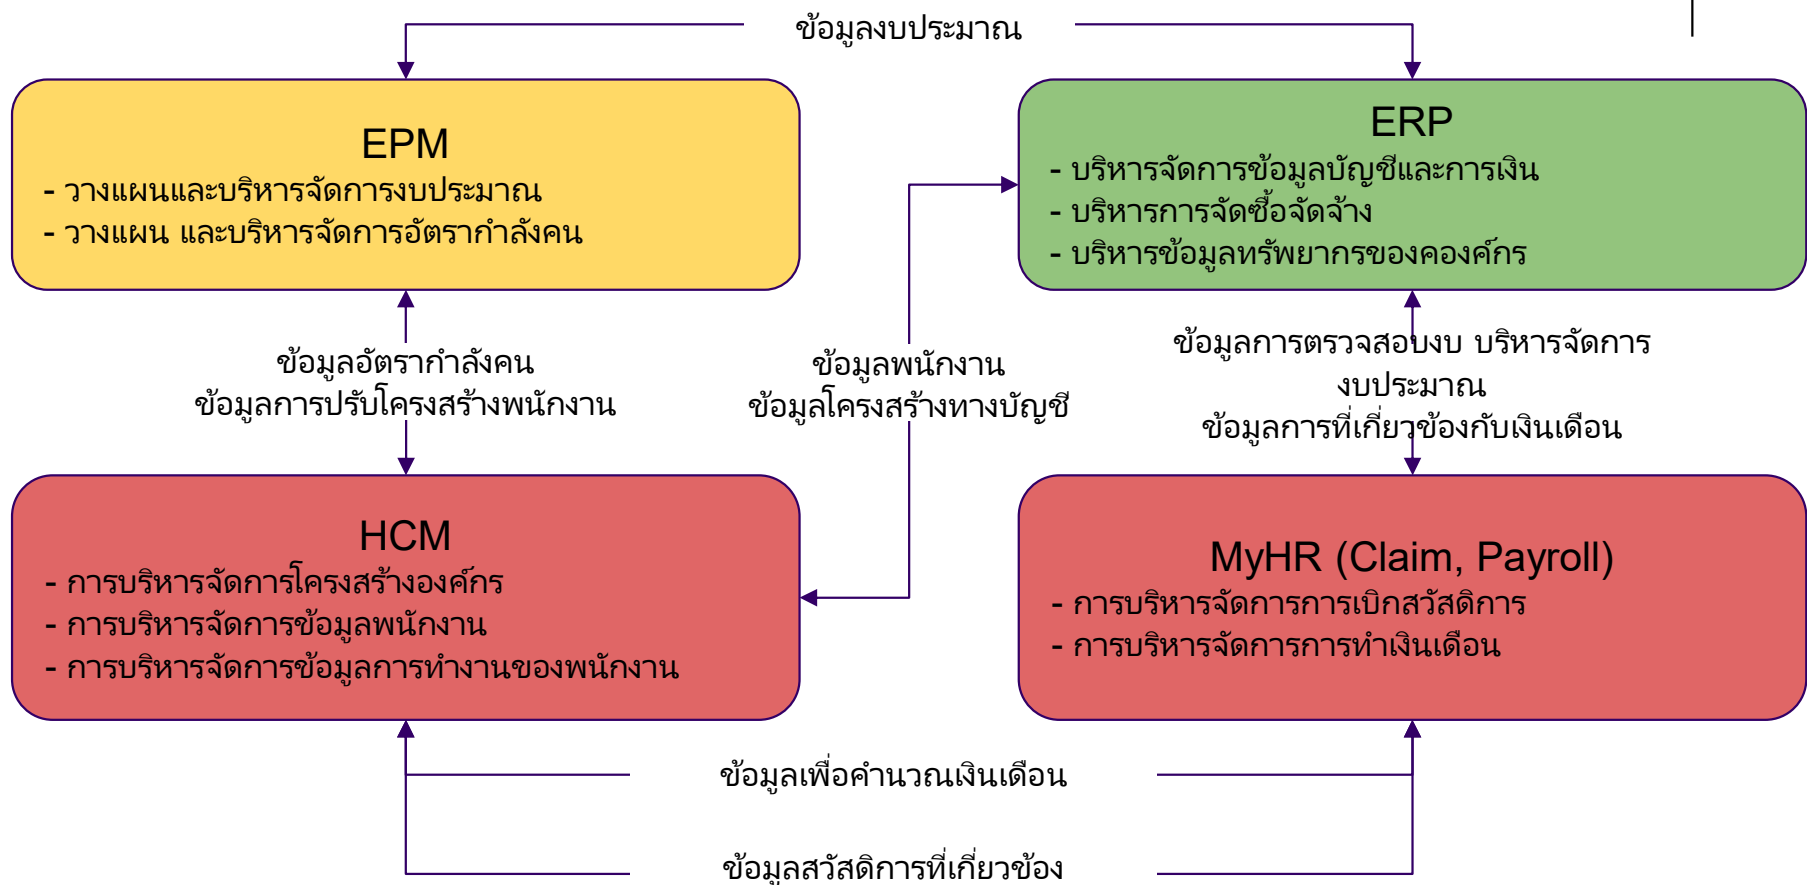 ข้อมูลงบประมาณ
EPM
- วางแผนและบริหารจัดการงบประมาณ
- วางแผน และบริหารจัดการอัตรากำลังคน
ERP
- บริหารจัดการข้อมูลบัญชีและการเงิน
- บริหารการจัดซื้อจัดจ้าง
- บริหารข้อมูลทรัพยากรของคองค์กร
ข้อมูลอัตรากำลังคน
ข้อมูลการปรับโครงสร้างพนักงาน
ข้อมูลพนักงาน
ข้อมูลโครงสร้างทางบัญชี
ข้อมูลการตรวจสอบงบ บริหารจัดการ
งบประมาณ
ข้อมูลการที่เกี่ยวข้องกับเงินเดือน
HCM
- การบริหารจัดการโครงสร้างองค์กร
- การบริหารจัดการข้อมูลพนักงาน
- การบริหารจัดการข้อมูลการทำงานของพนักงาน
MyHR (Claim, Payroll)
- การบริหารจัดการการเบิกสวัสดิการ
- การบริหารจัดการการทำเงินเดือน
ข้อมูลเพื่อคำนวณเงินเดือน
ข้อมูลสวัสดิการที่เกี่ยวข้อง